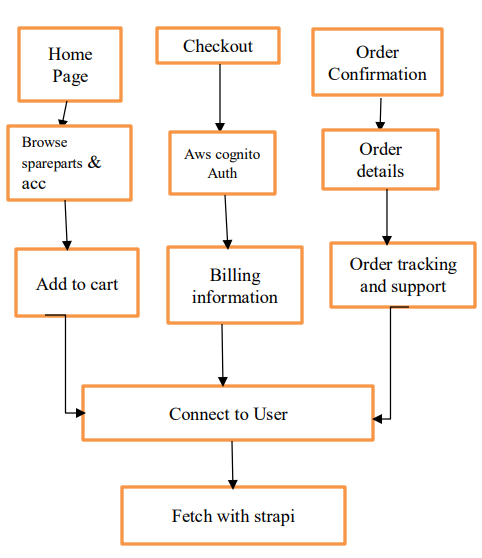 Home
Page
Checkout
Order
Confirmation
Browse
spareparts &
acc
Aws cognito
Auth
Order
details
Add to cart
Billing
information
Order tracking
and support
Connect to User
Fetch with strapi